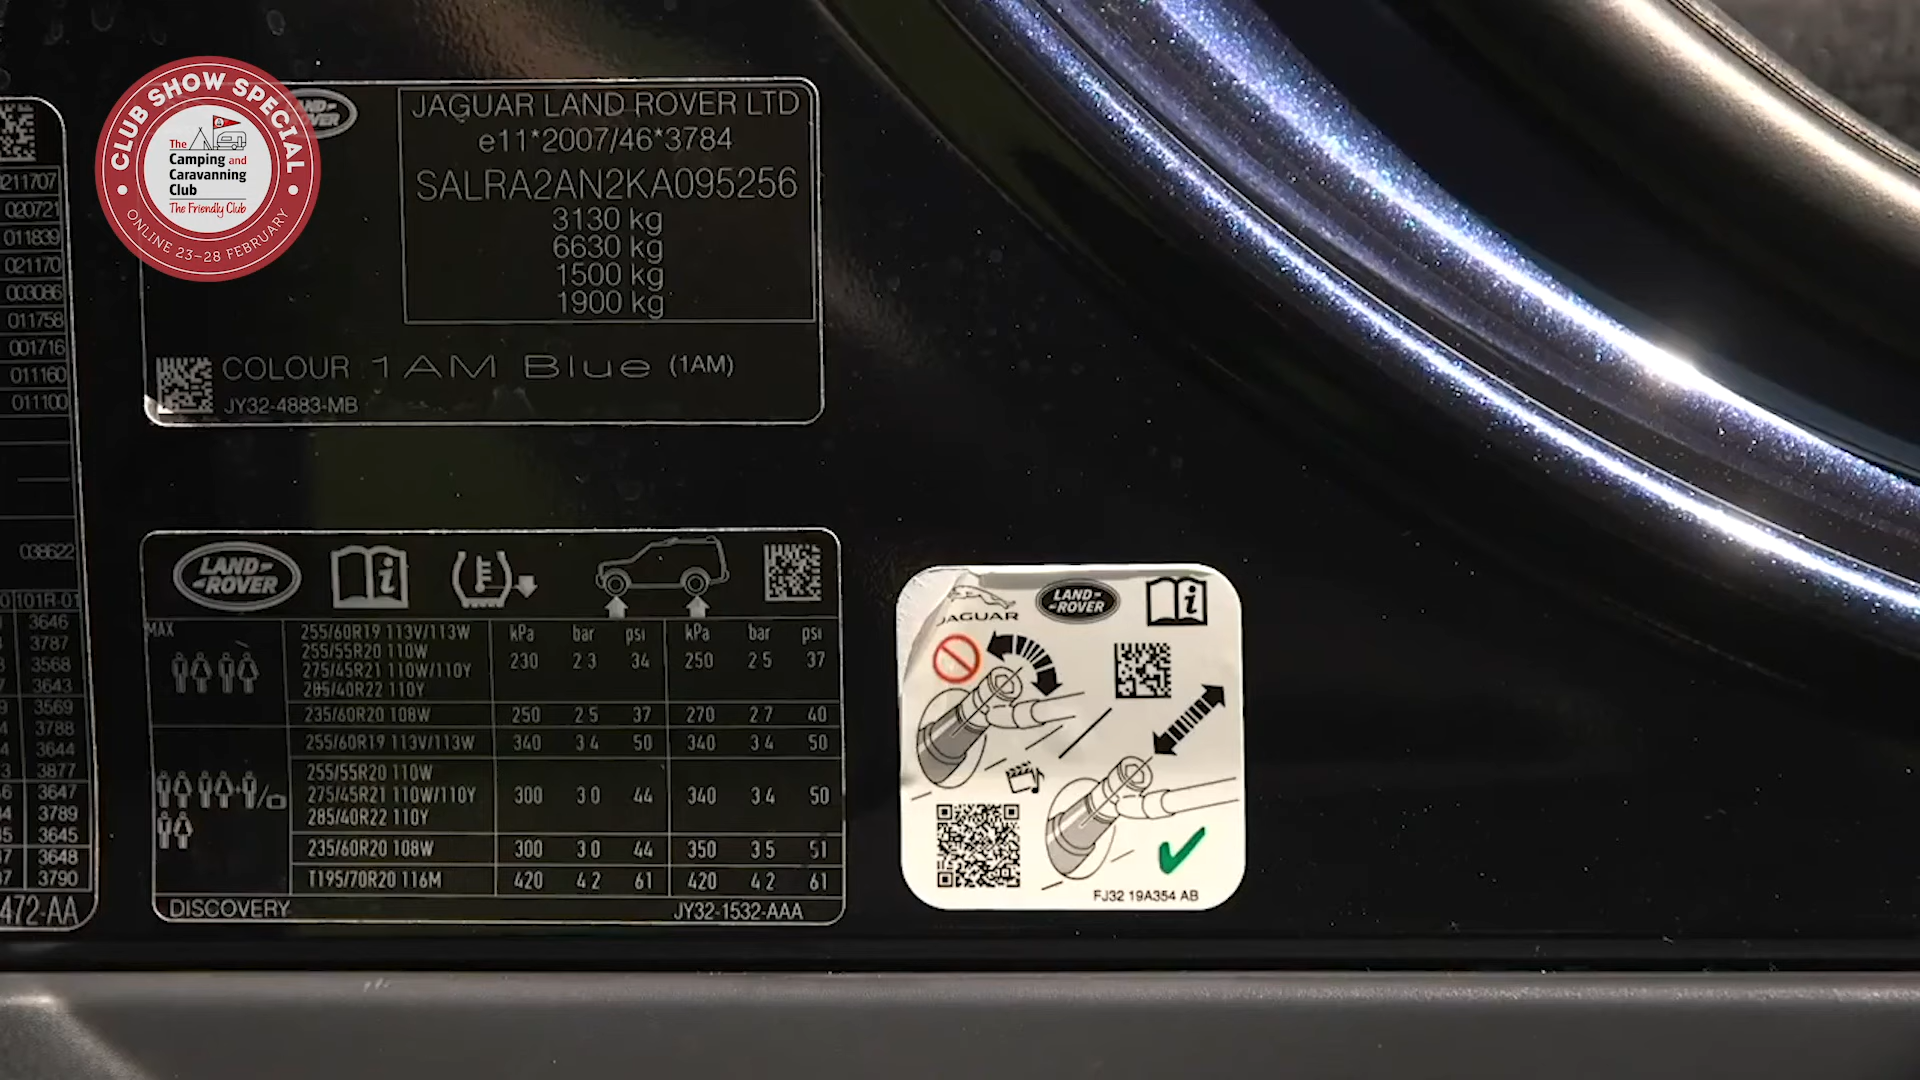 CLUB SHOW SPECIAL
The
Camping and
Caravanning
Club
The Friendly Club
ONLINE 23–28 FEBRUARY
JAGUAR LAND ROVER LTD
e11*2007/46*3784
SALRA2AN2KA095256
3130 kg
6630 kg
1500 kg
1900 kg
COLOUR 1AM Blue (1AM)
JY32-4883-MB
211707
020721
011839
021170
003086
011758
001716
011160
011100
038622
101R-01
3646
3787
3568
3643
3569
3788
3644
3877
3647
3789
3645
3648
3790
472-AA
LAND ROVER
MAX
255/60R19 113V/113W kPa bar psi kPa bar psi
255/55R20 110W 230 2 3 34 250 2 5 37
275/45R21 110W/110Y
285/40R22 110Y
235/60R20 108W 250 2 5 37 270 2 7 40
255/60R19 113V/113W 340 3 4 50 340 3 4 50
255/55R20 110W
275/45R21 110W/110Y 300 3 0 44 340 3 4 50
285/40R22 110Y
235/60R20 108W 300 3 0 44 350 3 5 51
T195/70R20 116M 420 4 2 61 420 4 2 61
DISCOVERY JY32-1532-AAA
JAGUAR
LAND ROVER
FJ32 19A354 AB